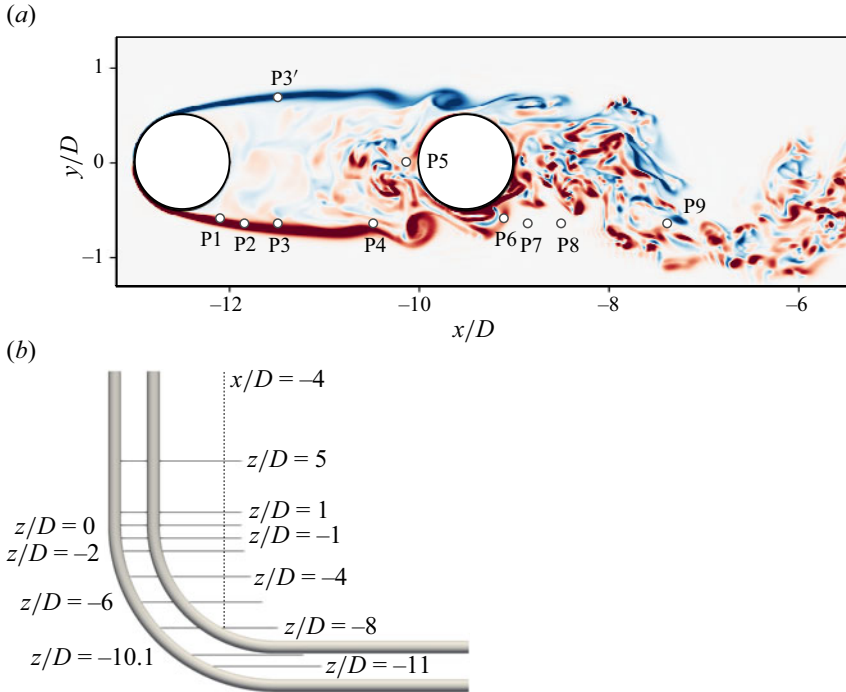 (a)
1
P3′
y/D
0
P5
P1
P2
P3
P4
P6
P7
P8
P9
–1
–12
–10
–8
–6
x/D
(b)
x/D = –4
z/D = 5
z/D = 1
z/D = 0
z/D = –1
z/D = –2
z/D = –4
z/D = –6
z/D = –8
z/D = –10.1
z/D = –11